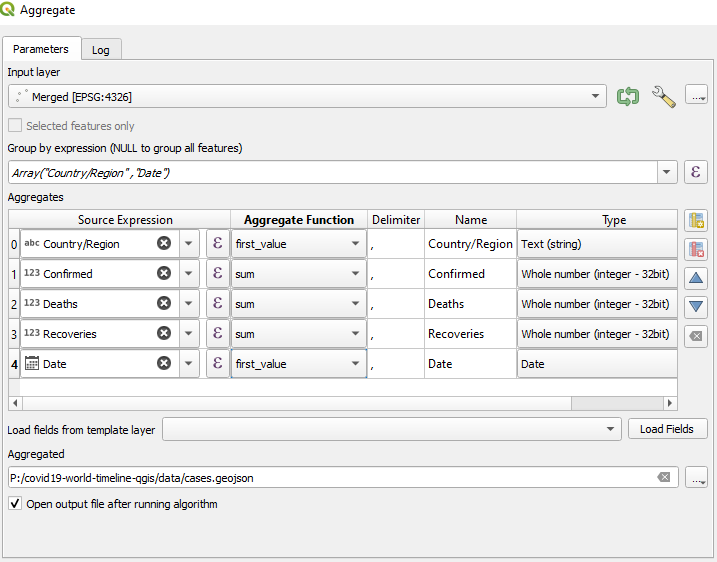 Aggregate
Parameters Log
Input layer
Merged [EPSG:4326]
...
Selected features only
Group by expression (NULL to group all features)
Array("Country/Region" ,"Date")
ε
Aggregates
Source Expression Aggregate Function Delimiter Name Type
0 abc Country/Region ε first_value , Country/Region Text (string)
1 123 Confirmed ε sum , Confirmed Whole number (integer - 32bit)
2 123 Deaths ε sum , Deaths Whole number (integer - 32bit)
3 123 Recoveries ε sum , Recoveries Whole number (integer - 32bit)
4 Date ε first_value , Date Date
Load fields from template layer Load Fields
Aggregated
P:/covid19-world-timeline-qgis/data/cases.geojson
...
Open output file after running algorithm